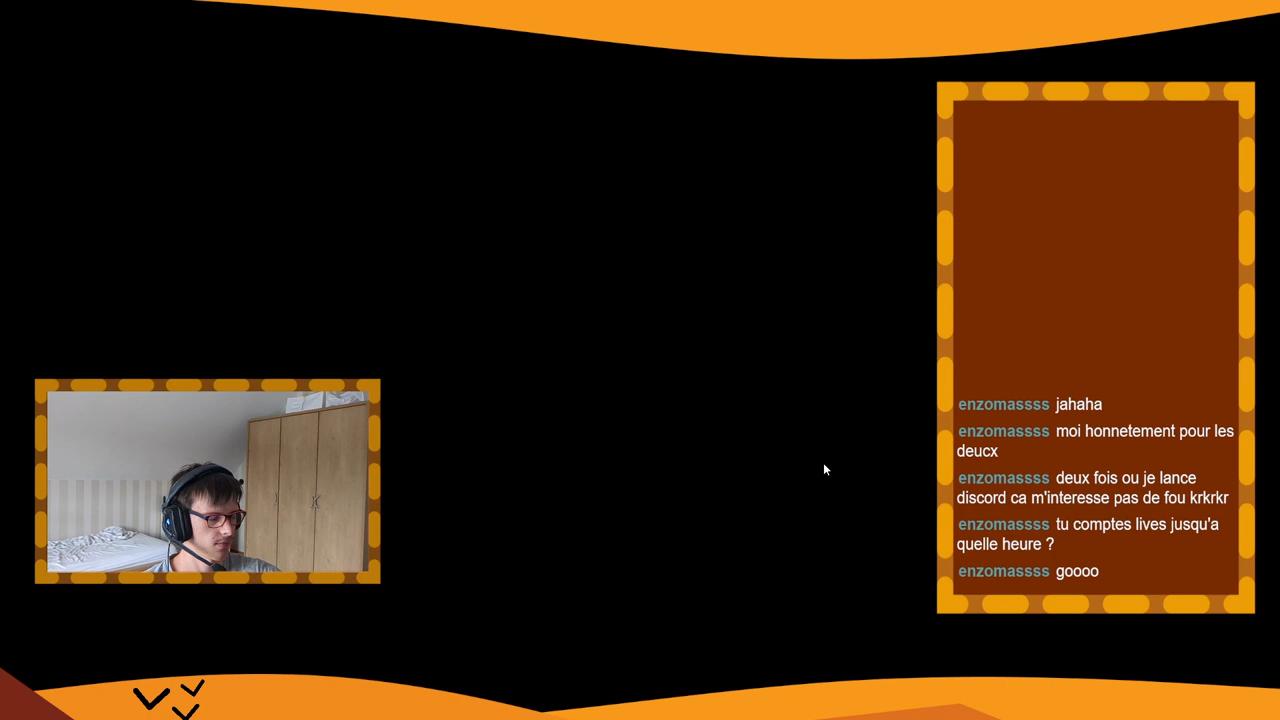 enzomassss jahaha
enzomassss moi honnetement pour les
deucx
enzomassss deux fois ou je lance
discord ca m'interesse pas de fou krkrkr
enzomassss tu comptes lives jusqu'a
quelle heure ?
enzomassss goooo